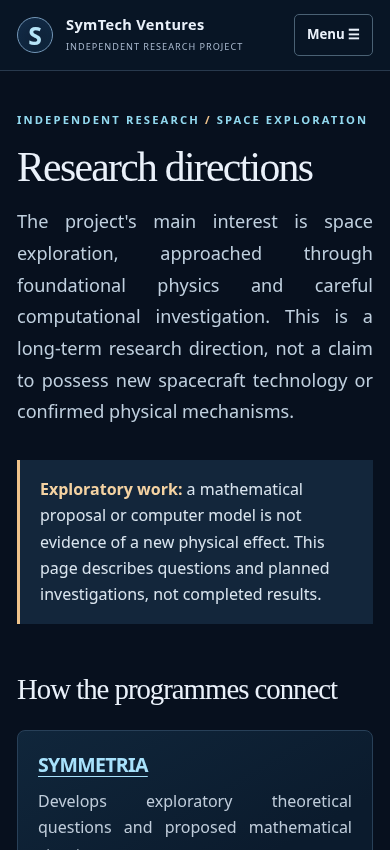 S
SymTech Ventures
INDEPENDENT RESEARCH PROJECT
Menu ☰
INDEPENDENT RESEARCH / SPACE EXPLORATION
Research directions
The project's main interest is space
exploration, approached through
foundational physics and careful
computational investigation. This is a
long-term research direction, not a claim
to possess new spacecraft technology or
confirmed physical mechanisms.
Exploratory work: a mathematical
proposal or computer model is not
evidence of a new physical effect. This
page describes questions and planned
investigations, not completed results.
How the programmes connect
SYMMETRIA
Develops exploratory theoretical
questions and proposed mathematical